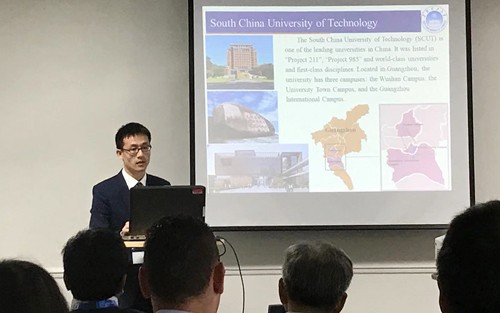 South China University of Technology
The South China University of Technology (SCUT) is
one of the leading universities in China. It was listed in
"Project 211", "Project 985" and world-class universities
and first-class disciplines. Located in Guangzhou, the
university has three campuses: the Wushan Campus, the
University Town Campus, and the Guangzhou
International Campus.